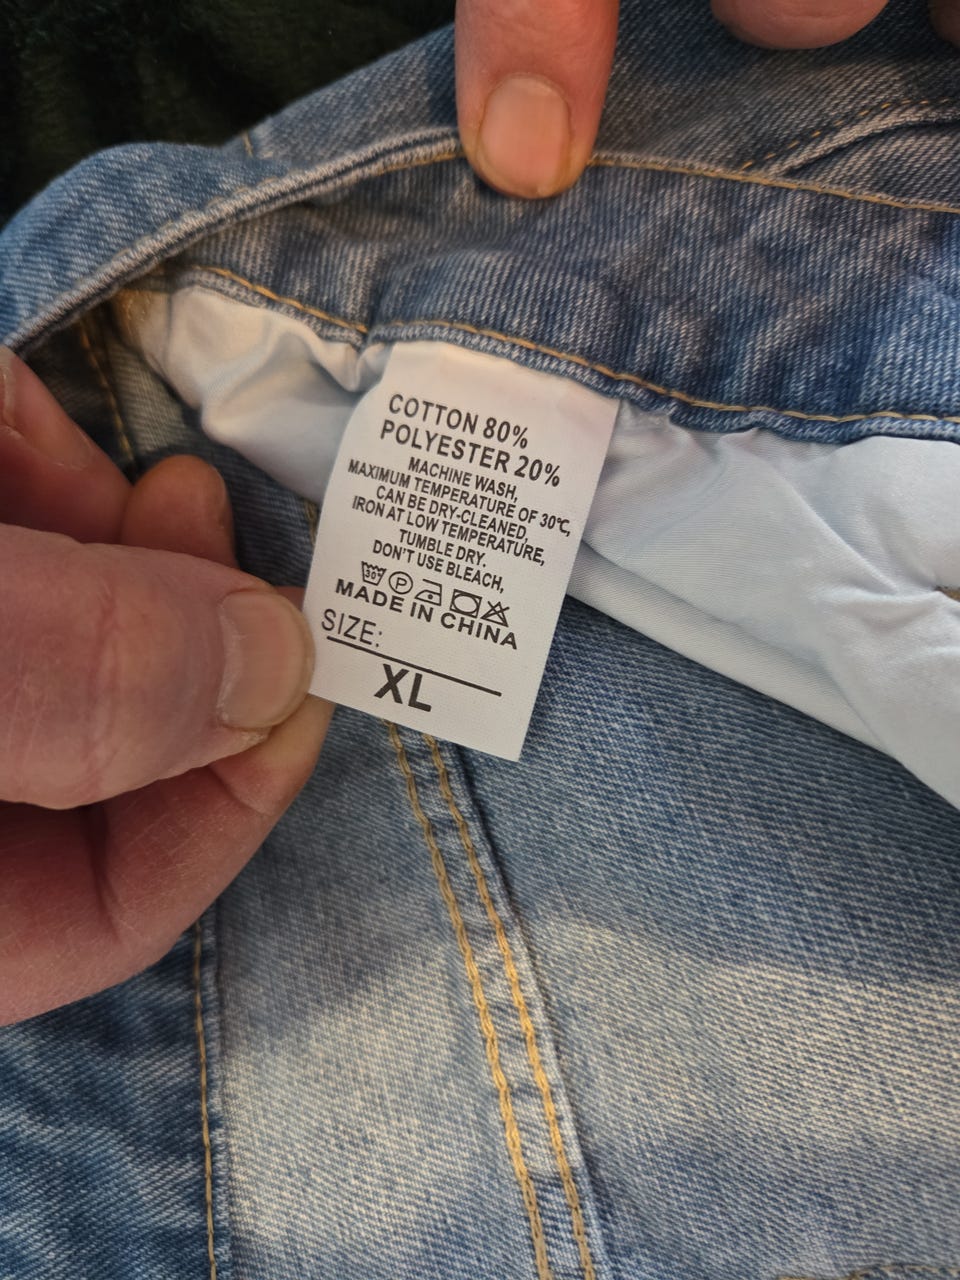 COTTON 80%
POLYESTER 20%
MACHINE WASH,
MAXIMUM TEMPERATURE OF 30℃,
CAN BE DRY-CLEANED,
IRON AT LOW TEMPERATURE,
TUMBLE DRY.
DON'T USE BLEACH,
30° P
MADE IN CHINA
SIZE:
XL